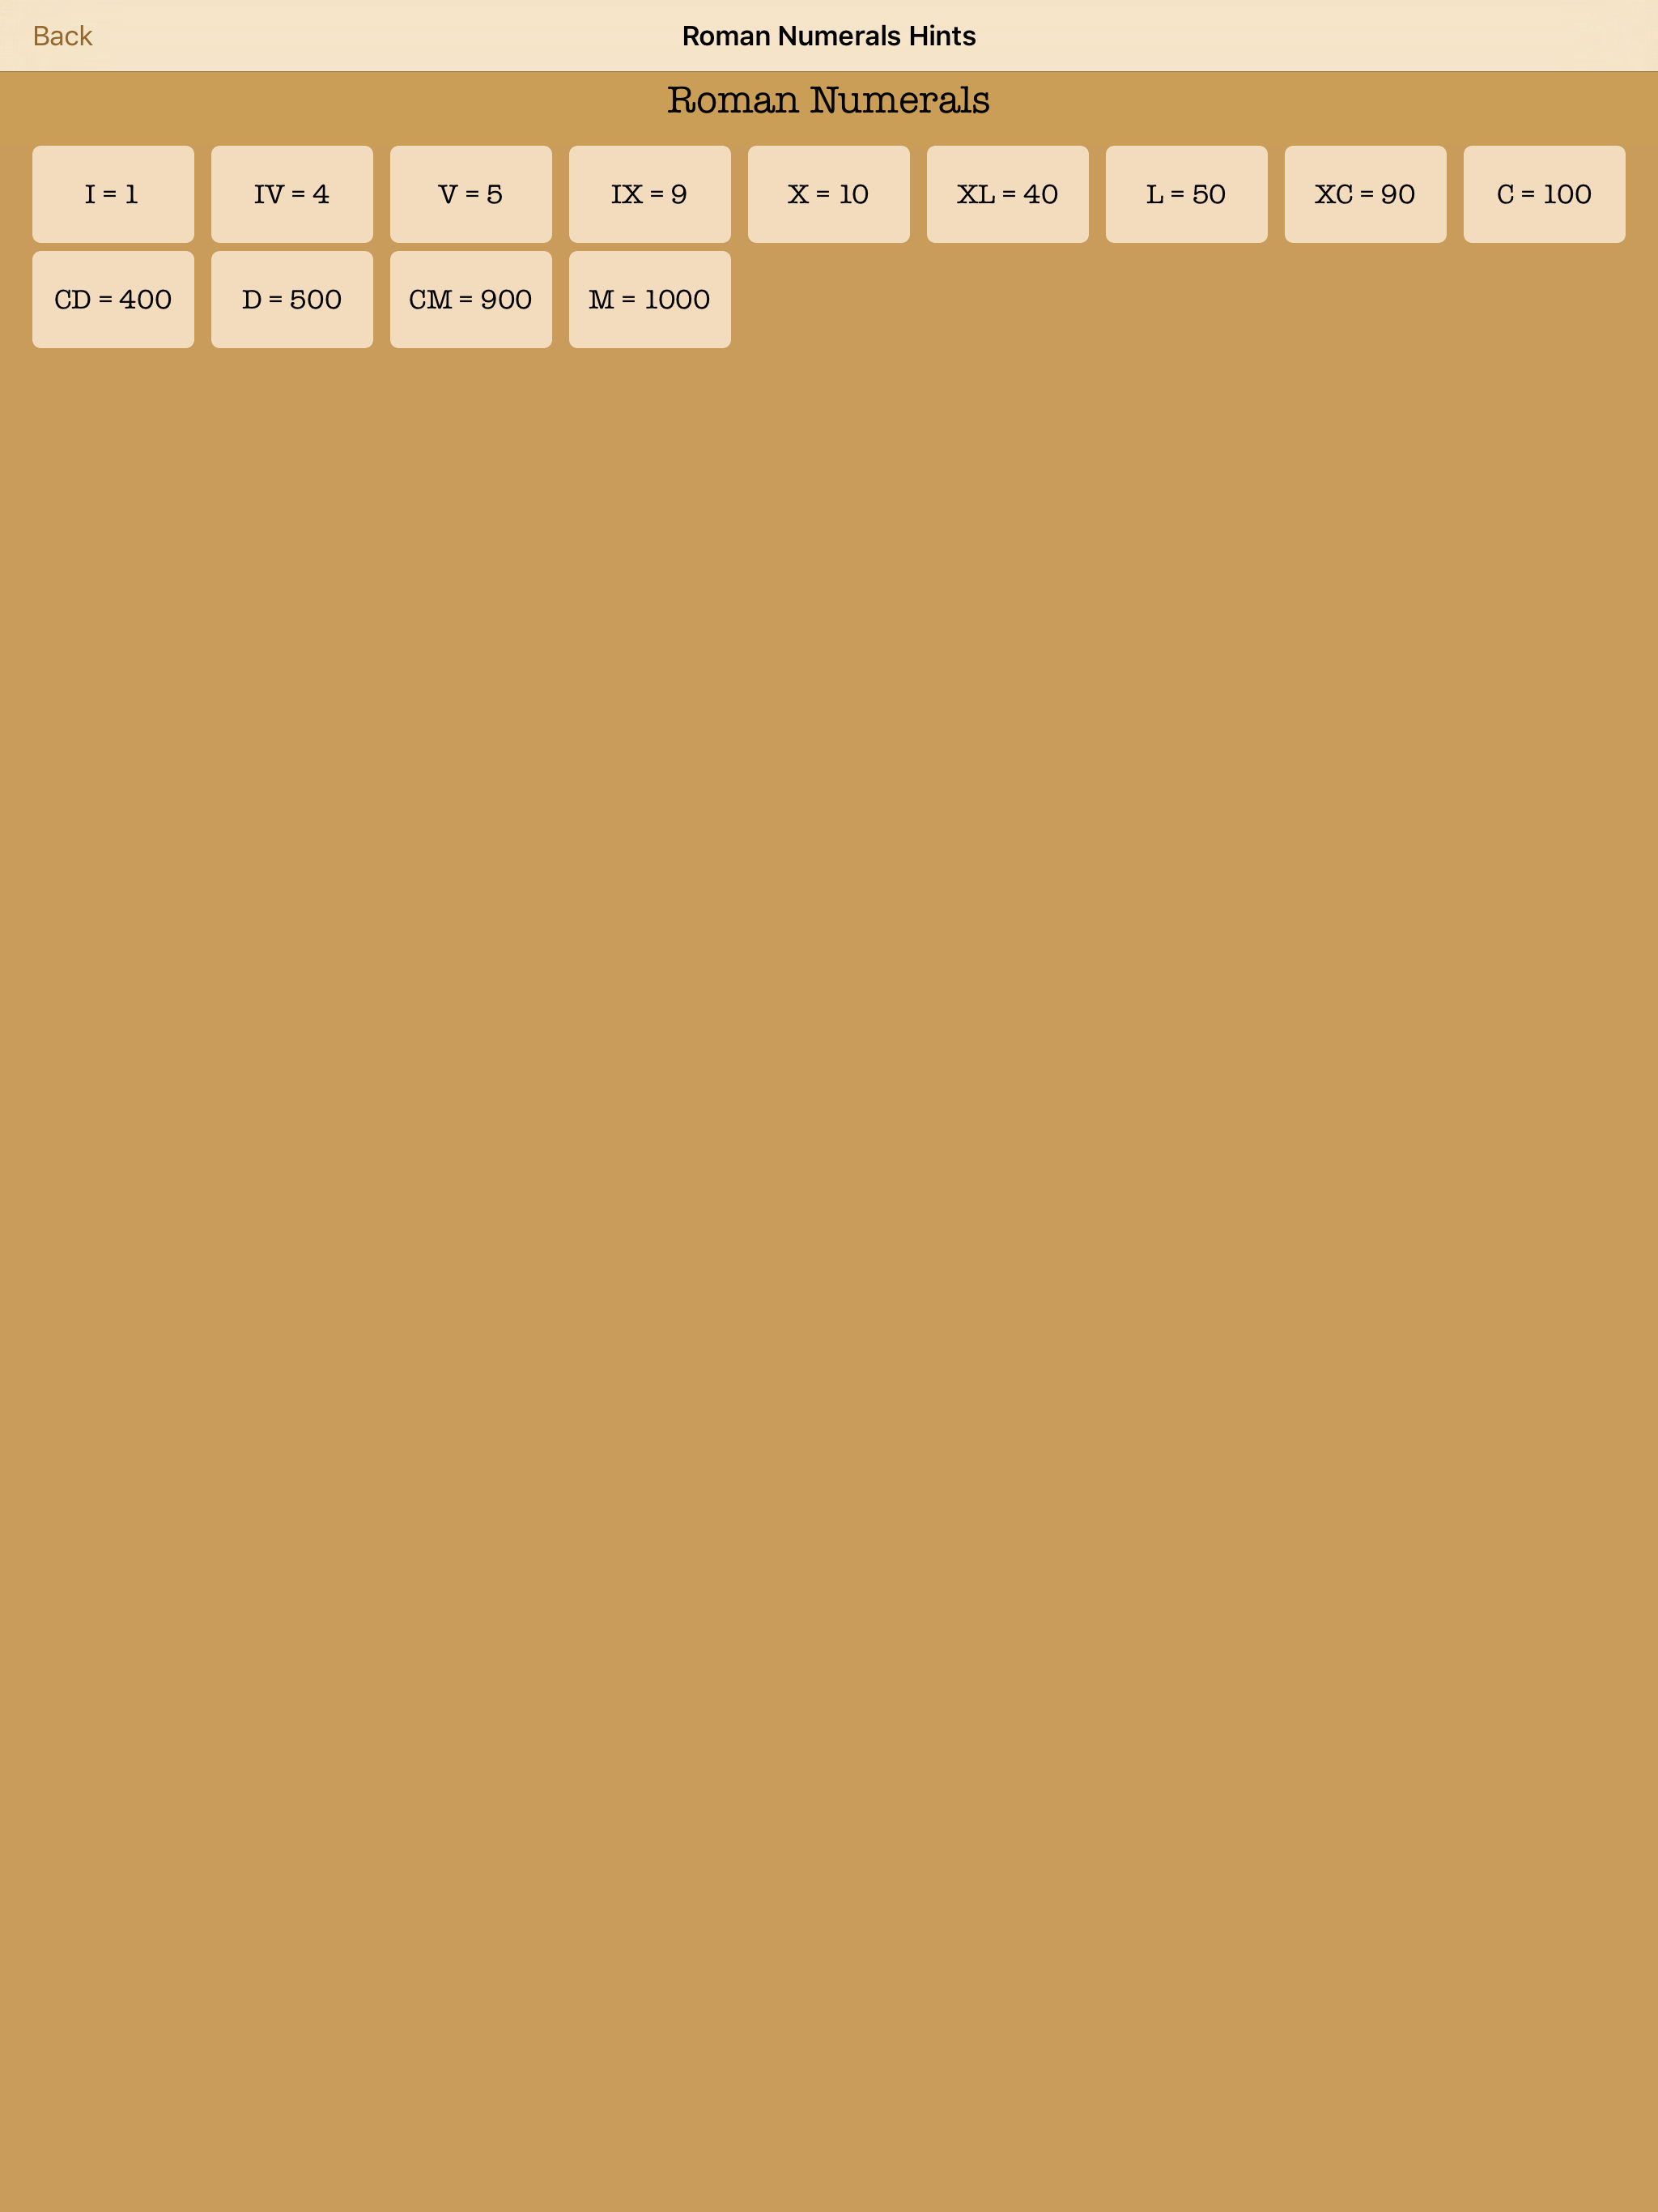 Back
Roman Numerals Hints
Roman Numerals
I = 1
IV = 4
V = 5
IX = 9
X = 10
XL = 40
L = 50
XC = 90
C = 100
CD = 400
D = 500
CM = 900
M = 1000